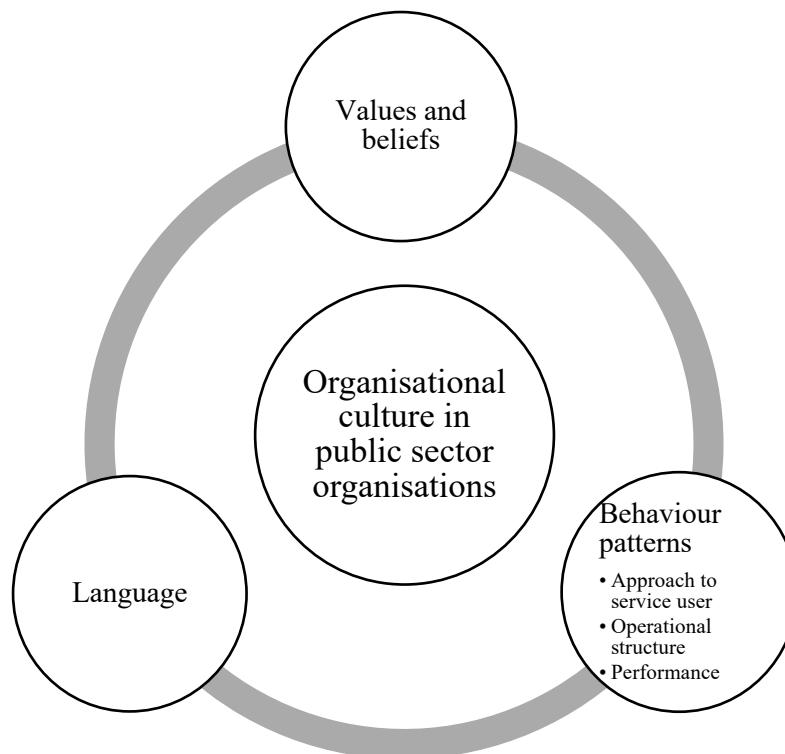 Values and
beliefs
Organisational
culture in
public sector
organisations
Language
Behaviour
patterns
• Approach to
service user
• Operational
structure
• Performance